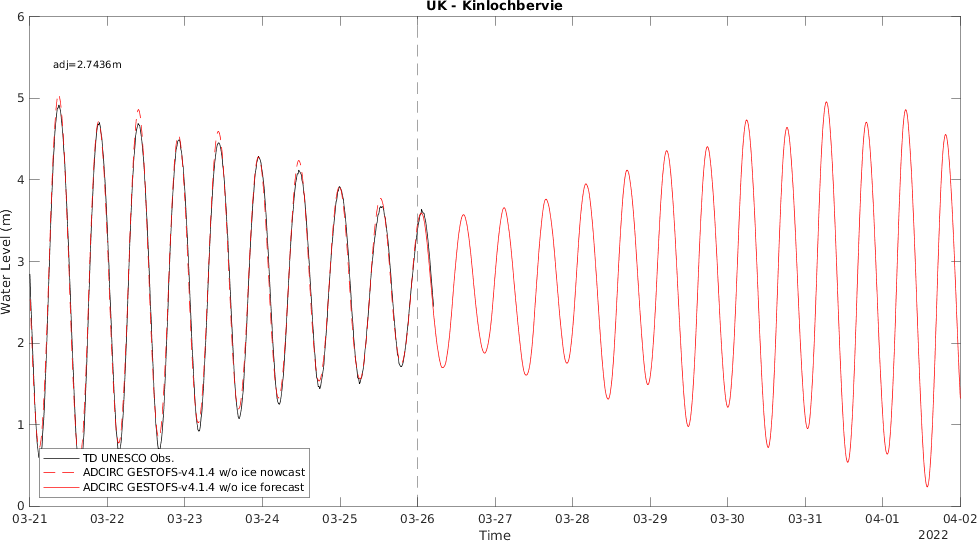 UK - Kinlochbervie
6
adj=2.7436m
5
4
3
2
1
0
Water Level (m)
TD UNESCO Obs.
ADCIRC GESTOFS-v4.1.4 w/o ice nowcast
ADCIRC GESTOFS-v4.1.4 w/o ice forecast
03-21 03-22 03-23 03-24 03-25 03-26 03-27 03-28 03-29 03-30 03-31 04-01 04-02
Time
2022